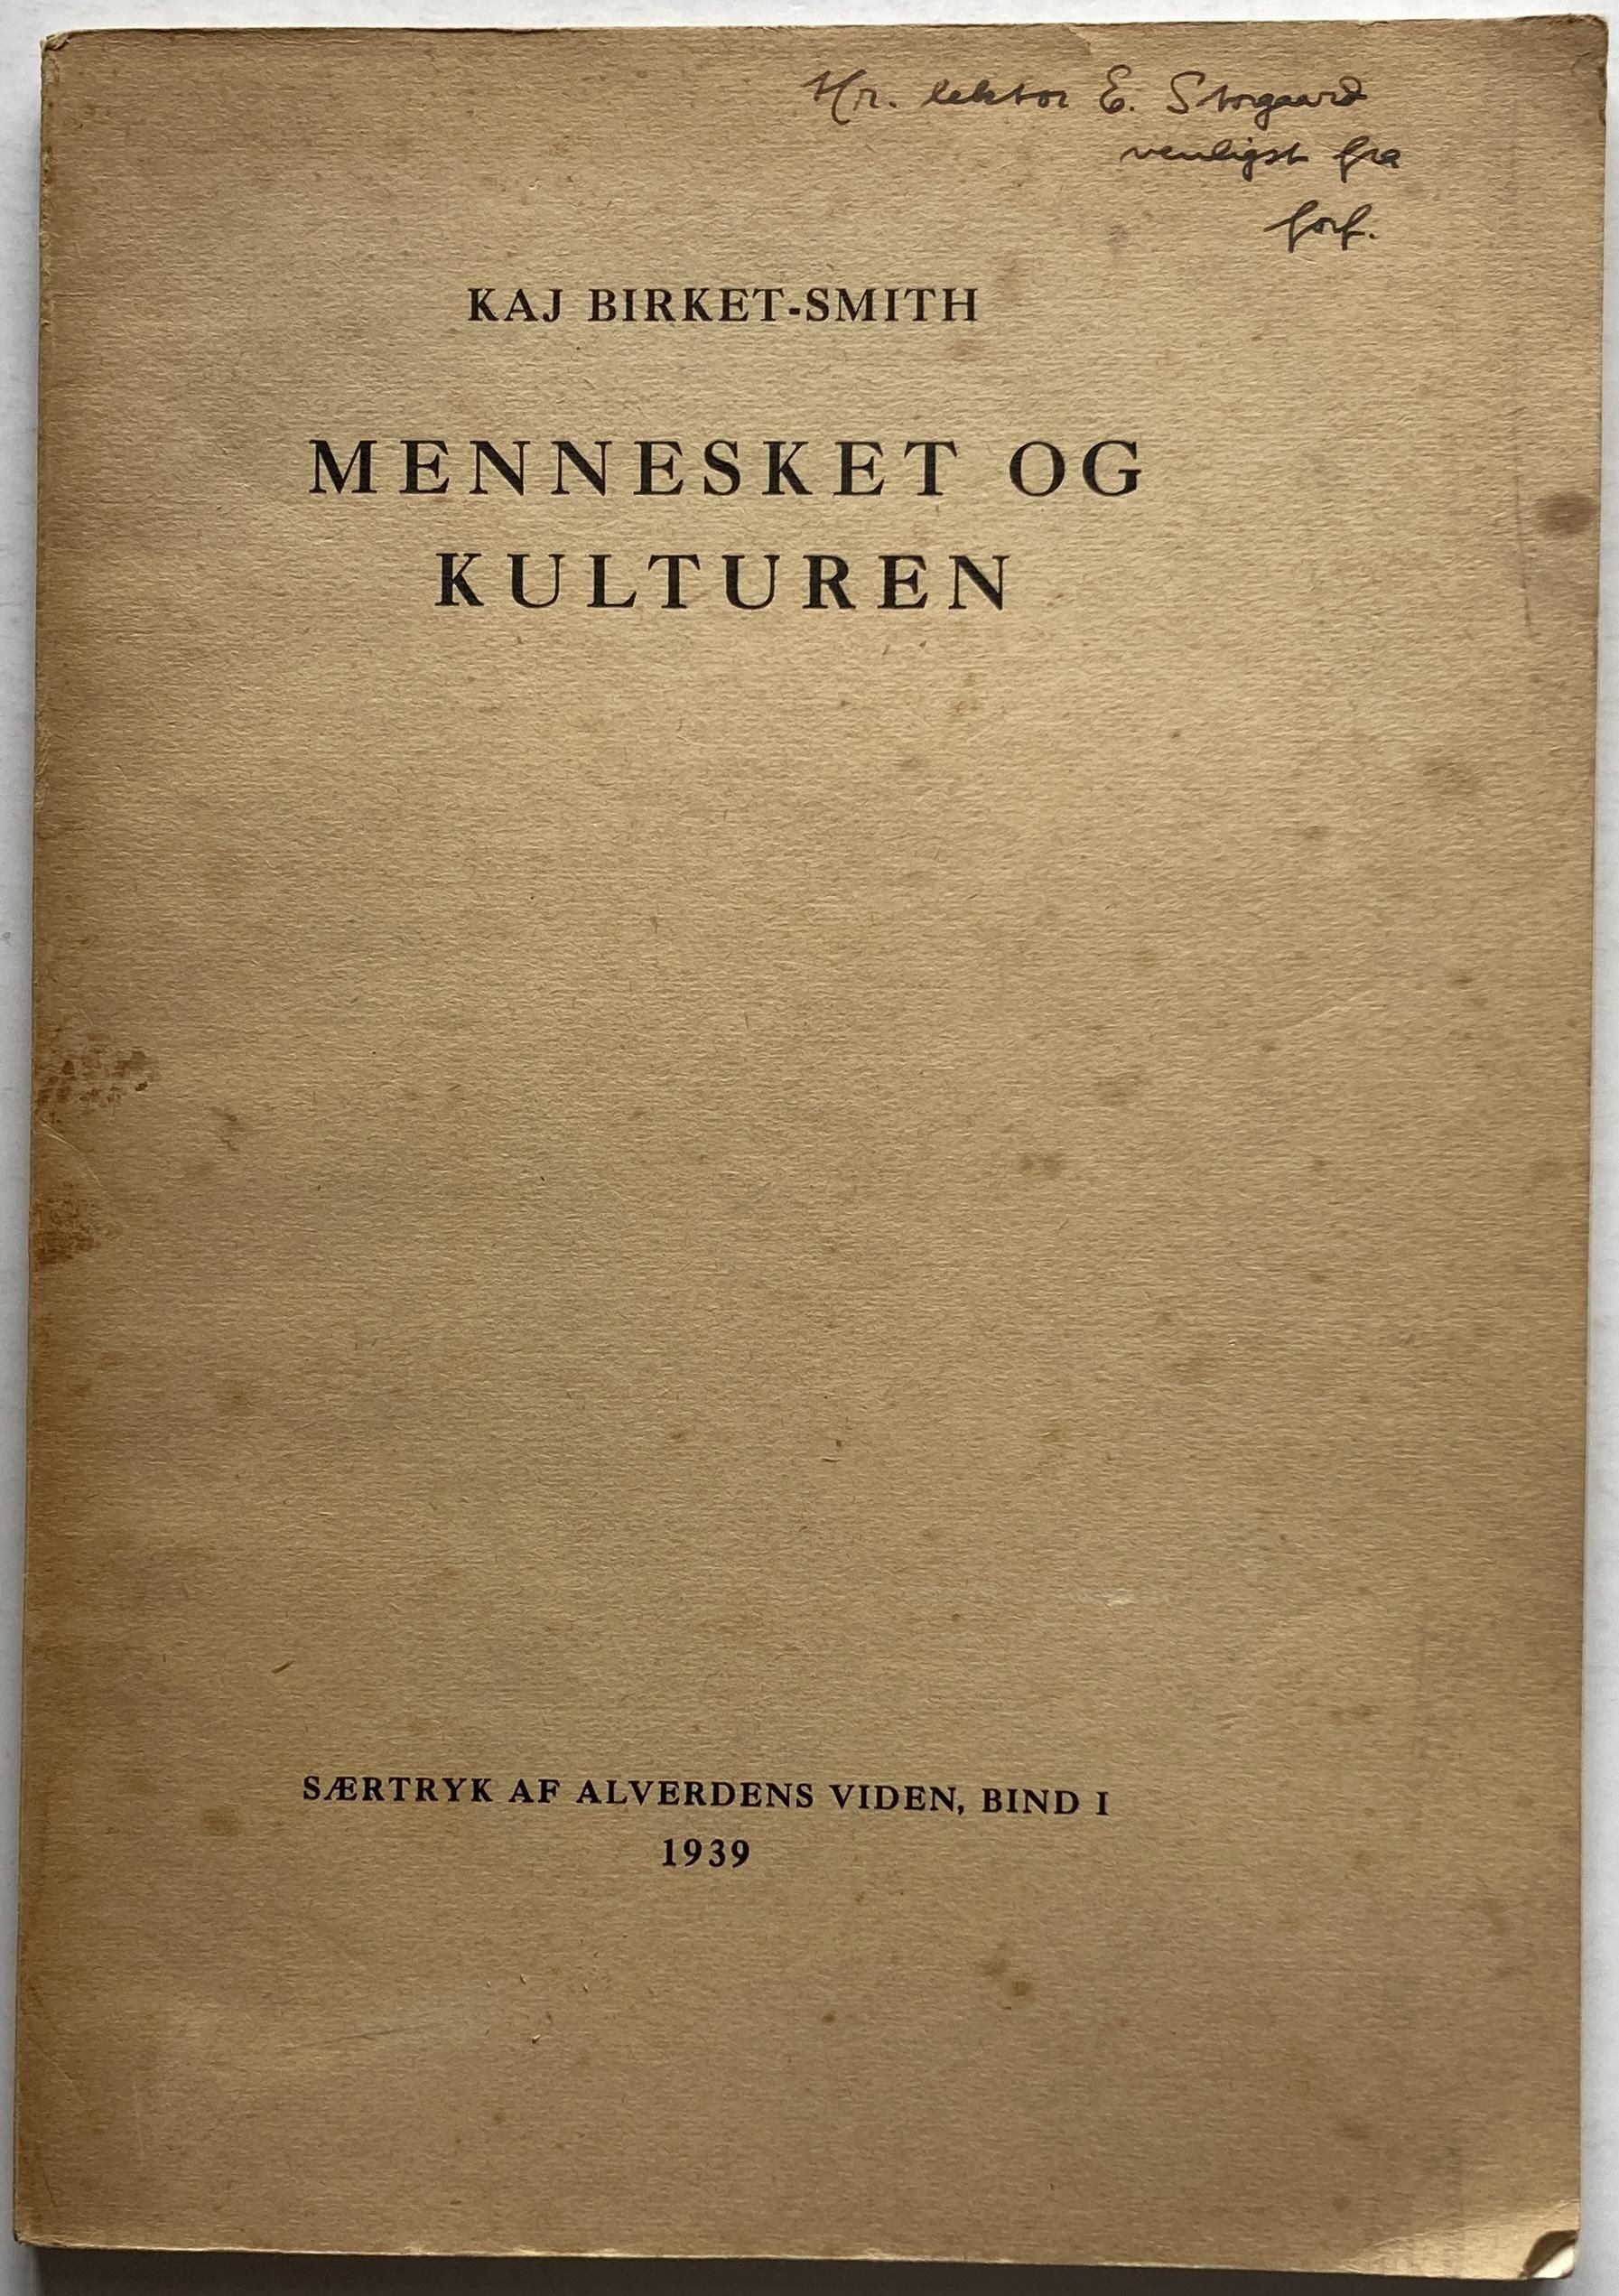 Hr. lektor E. Storgaard
venligst fra
forf.
KAJ BIRKET-SMITH
MENNESKET OG
KULTUREN
SÆRTRYK AF ALVERDENS VIDEN, BIND I
1939